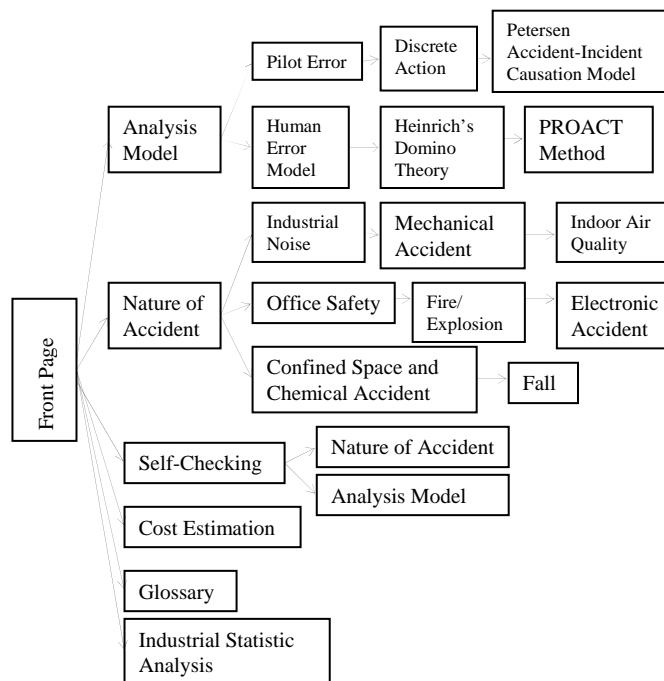 Front Page
Analysis
Model
Pilot Error
Discrete
Action
Petersen
Accident-Incident
Causation Model
Human
Error
Model
Heinrich’s
Domino
Theory
PROACT
Method
Nature of
Accident
Industrial
Noise
Mechanical
Accident
Indoor Air
Quality
Office Safety
Fire/
Explosion
Electronic
Accident
Confined Space and
Chemical Accident
Fall
Self-Checking
Nature of Accident
Analysis Model
Cost Estimation
Glossary
Industrial Statistic
Analysis